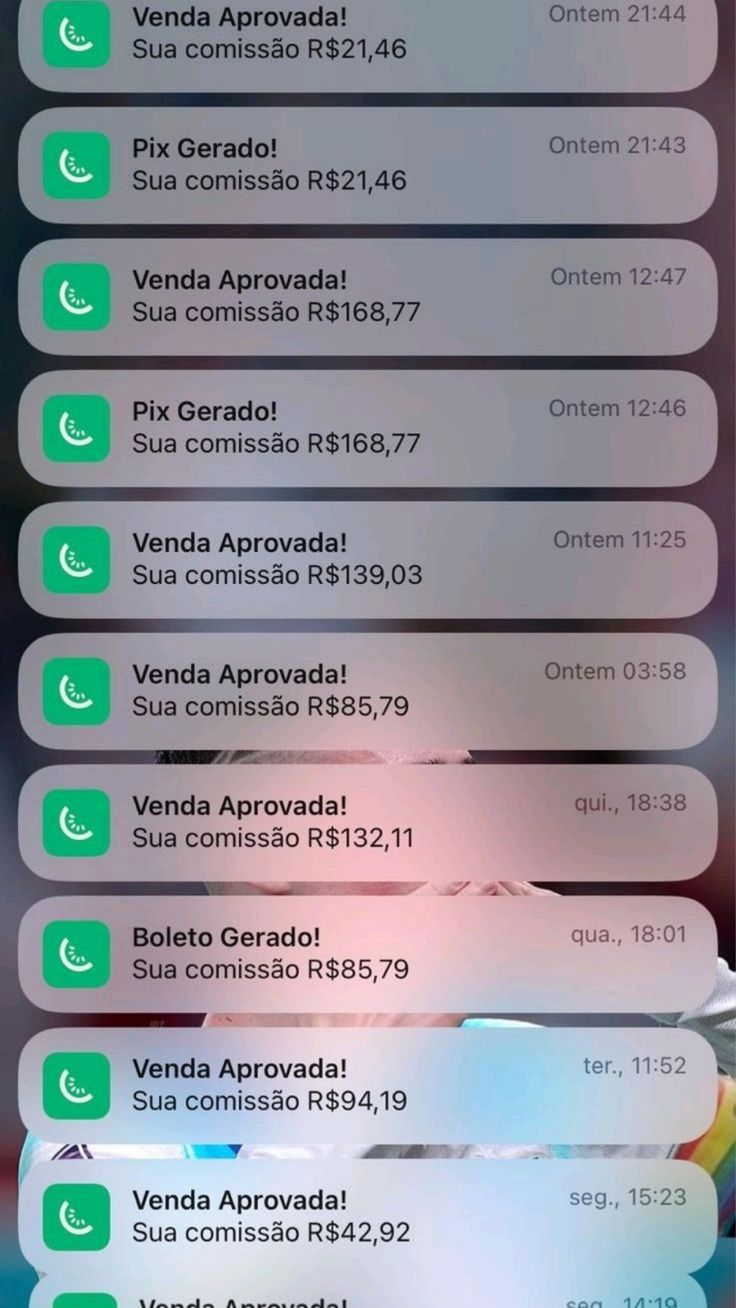 Venda Aprovada!
Ontem 21:44
Sua comissão R$21,46
Pix Gerado!
Ontem 21:43
Sua comissão R$21,46
Venda Aprovada!
Ontem 12:47
Sua comissão R$168,77
Pix Gerado!
Ontem 12:46
Sua comissão R$168,77
Venda Aprovada!
Ontem 11:25
Sua comissão R$139,03
Venda Aprovada!
Ontem 03:58
Sua comissão R$85,79
Venda Aprovada!
qui., 18:38
Sua comissão R$132,11
Boleto Gerado!
qua., 18:01
Sua comissão R$85,79
Venda Aprovada!
ter., 11:52
Sua comissão R$94,19
Venda Aprovada!
seg., 15:23
Sua comissão R$42,92
Venda Aprovada!
seg., 14:19